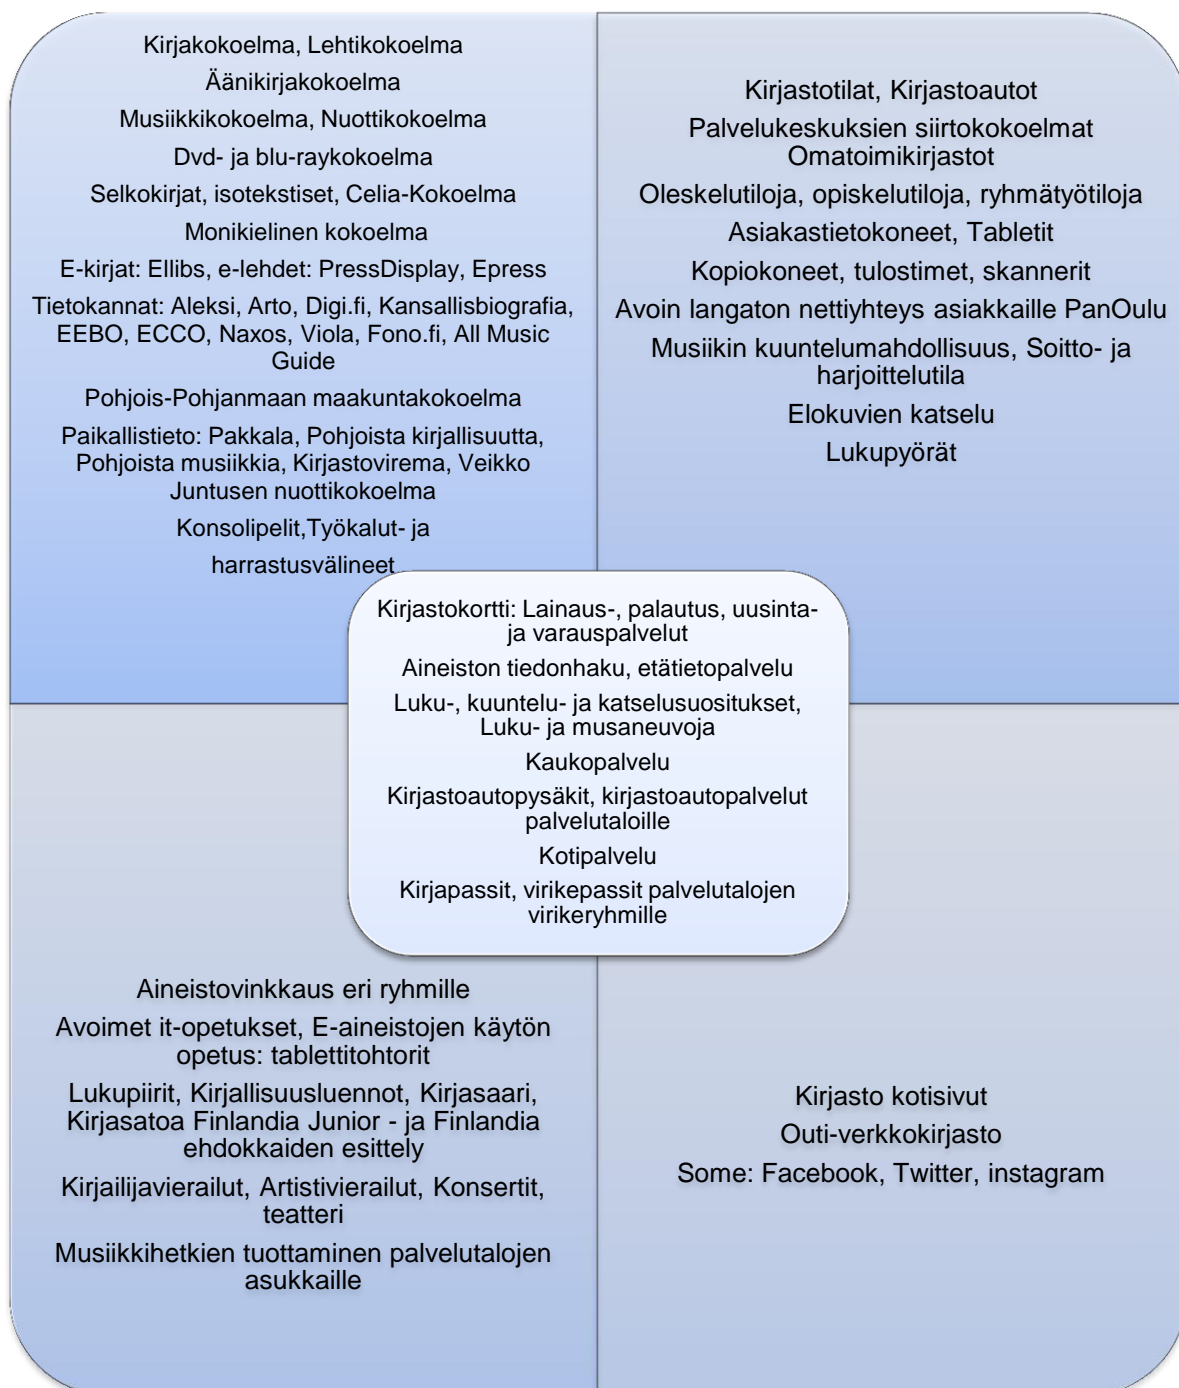 Kirjakokoelma, Lehtikokoelma
Äänikirjakokoelma
Musiikkikokoelma, Nuottikokoelma
Dvd- ja blu-raykokoelma
Selkokirjat, isotekstiset, Celia-Kokoelma
Monikielinen kokoelma
E-kirjat: Ellibs, e-lehdet: PressDisplay, Epress
Tietokannat: Aleksi, Arto, Digi.fi, Kansallisbiografia,
EEBO, ECCO, Naxos, Viola, Fono.fi, All Music
Guide
Pohjois-Pohjanmaan maakuntakokoelma
Paikallistieto: Pakkala, Pohjoista kirjallisuutta,
Pohjoista musiikkia, Kirjastovirema, Veikko
Juntusen nuottikokoelma
Konsolipelit,Työkalut- ja
harrastusvälineet
Kirjastotilat, Kirjastoautot
Palvelukeskuksien siirtokokoelmat
Omatoimikirjastot
Oleskelutiloja, opiskelutiloja, ryhmätyötiloja
Asiakastietokoneet, Tabletit
Kopiokoneet, tulostimet, skannerit
Avoin langaton nettiyhteys asiakkaille PanOulu
Musiikin kuuntelumahdollisuus, Soitto- ja
harjoittelutila
Elokuvien katselu
Lukupyörät
Kirjastokortti: Lainaus-, palautus, uusinta-
ja varauspalvelut
Aineiston tiedonhaku, etätietopalvelu
Luku-, kuuntelu- ja katselusuositukset,
Luku- ja musaneuvoja
Kaukopalvelu
Kirjastoautopysäkit, kirjastoautopalvelut
palvelutaloille
Kotipalvelu
Kirjapassit, virikepassit palvelutalojen
virikeryhmille
Aineistovinkkaus eri ryhmille
Avoimet it-opetukset, E-aineistojen käytön
opetus: tablettitohtorit
Lukupiirit, Kirjallisuusluennot, Kirjasaari,
Kirjasatoa Finlandia Junior - ja Finlandia
ehdokkaiden esittely
Kirjailijavierailut, Artistivierailut, Konsertit,
teatteri
Musiikkihetkien tuottaminen palvelutalojen
asukkaille
Kirjasto kotisivut
Outi-verkkokirjasto
Some: Facebook, Twitter, instagram